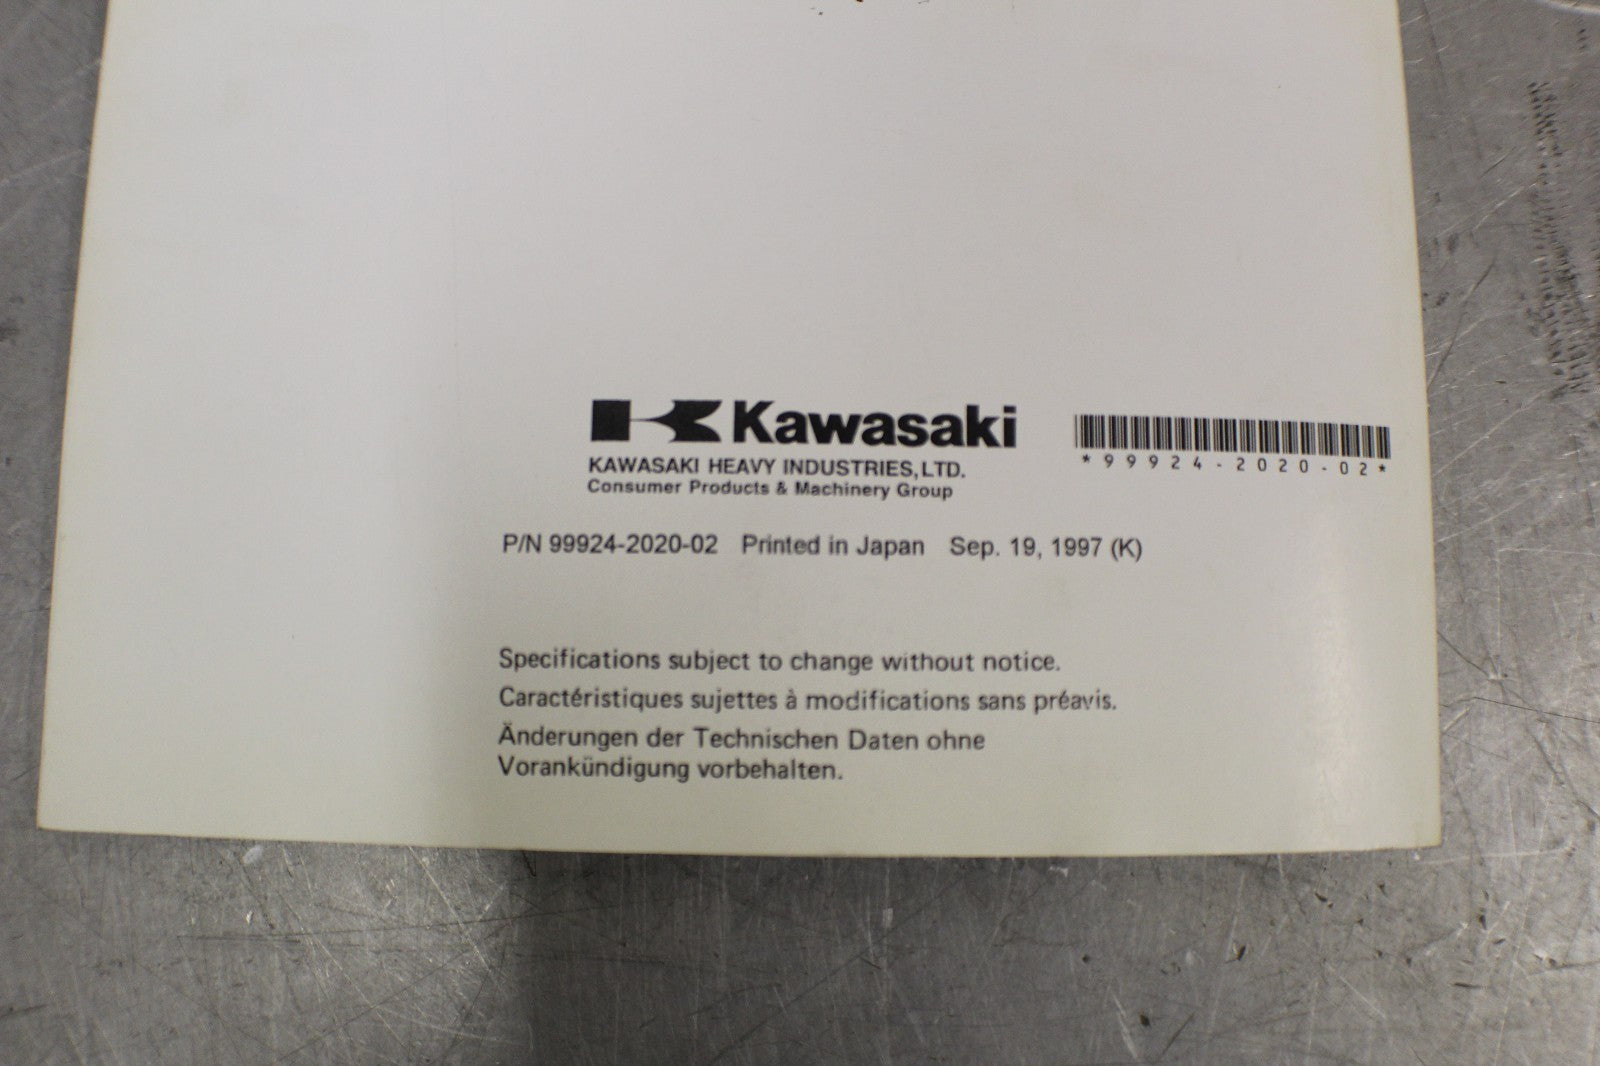 Kawasaki
KAWASAKI HEAVY INDUSTRIES,LTD.
Consumer Products & Machinery Group
*99924-2020-02*
P/N 99924-2020-02 Printed in Japan Sep. 19, 1997 (K)
Specifications subject to change without notice.
Caractéristiques sujettes à modifications sans préavis.
Änderungen der Technischen Daten ohne
Vorankündigung vorbehalten.